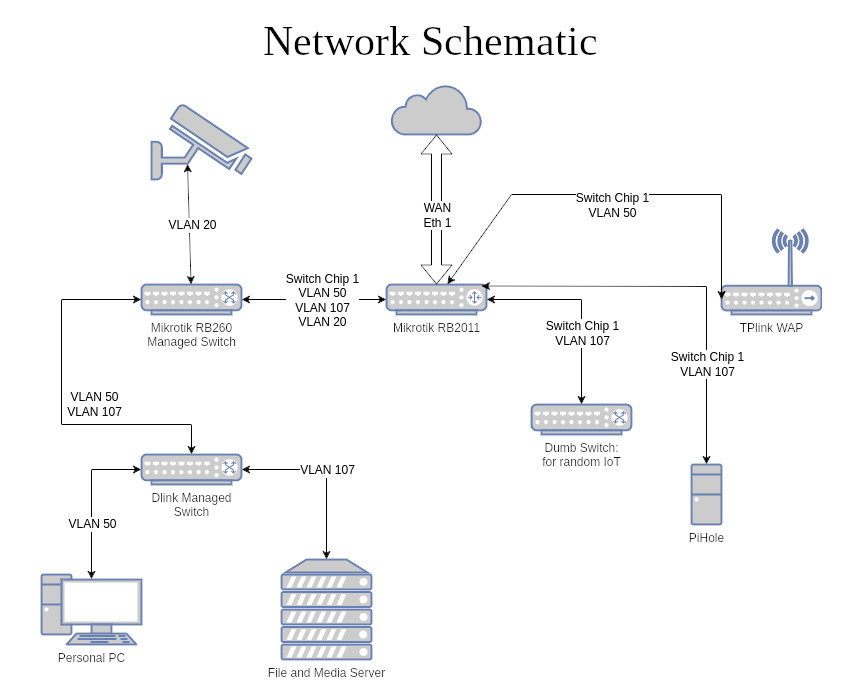 Network Schematic
WAN
Eth 1
Switch Chip 1
VLAN 50
VLAN 20
Switch Chip 1
VLAN 50
VLAN 107
VLAN 20
Mikrotik RB260
Managed Switch
Mikrotik RB2011
TPlink WAP
Switch Chip 1
VLAN 107
Switch Chip 1
VLAN 107
VLAN 50
VLAN 107
Dumb Switch:
for random IoT
VLAN 107
Dlink Managed
Switch
VLAN 50
PiHole
Personal PC
File and Media Server